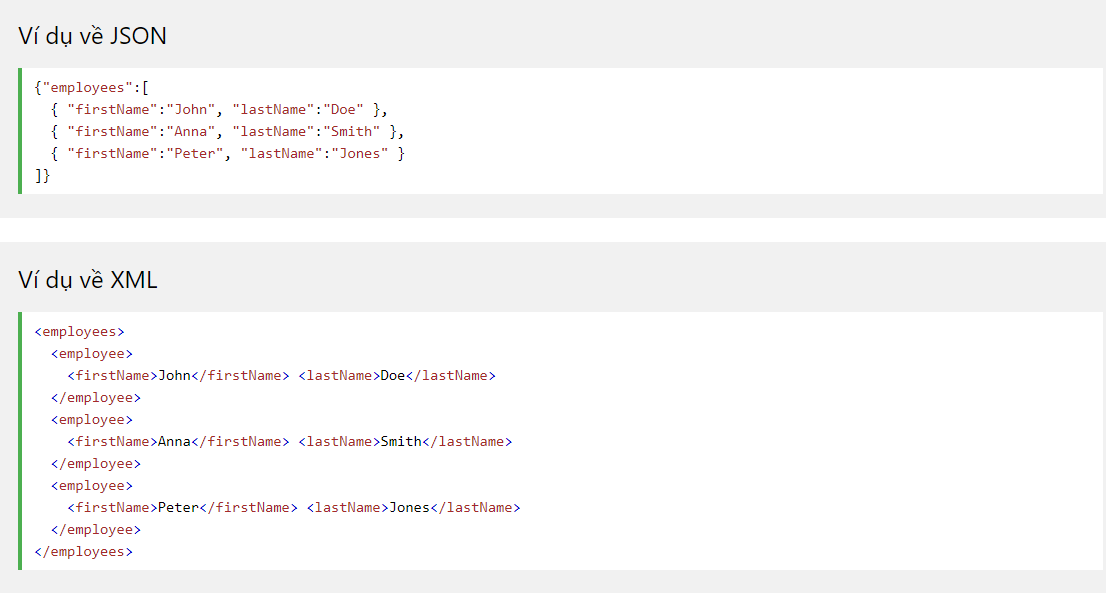 Ví dụ về JSON
{"employees":[
  { "firstName":"John", "lastName":"Doe" },
  { "firstName":"Anna", "lastName":"Smith" },
  { "firstName":"Peter", "lastName":"Jones" }
]}
Ví dụ về XML
<employees>
  <employee>
    <firstName>John</firstName> <lastName>Doe</lastName>
  </employee>
  <employee>
    <firstName>Anna</firstName> <lastName>Smith</lastName>
  </employee>
  <employee>
    <firstName>Peter</firstName> <lastName>Jones</lastName>
  </employee>
</employees>